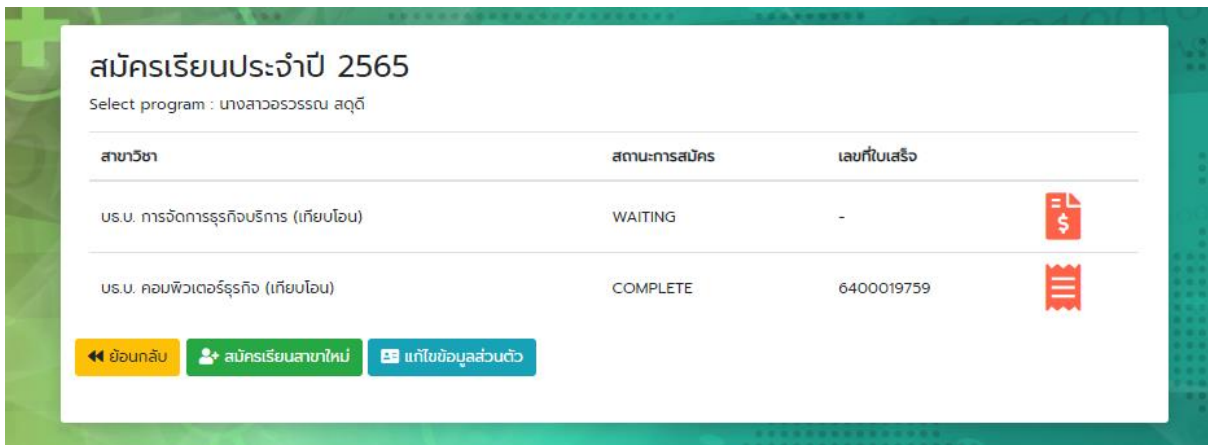 สมัครเรียนประจำปี 2565
Select program : นางสาวอรวรรณ สดุดี
สาขาวิชา สถานะการสมัคร เลขที่ใบเสร็จ
บธ.บ. การจัดการธุรกิจบริการ (เทียบโอน) WAITING -
บธ.บ. คอมพิวเตอร์ธุรกิจ (เทียบโอน) COMPLETE 6400019759
ย้อนกลับ สมัครเรียนสาขาใหม่ แก้ไขข้อมูลส่วนตัว